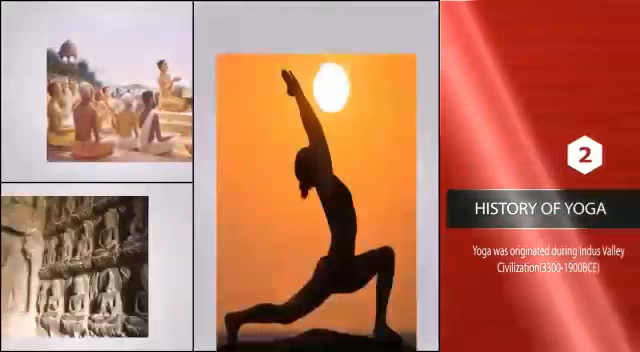 2
HISTORY OF YOGA
Yoga was originated during Indus Valley
Civilization(3300-1900BCE)